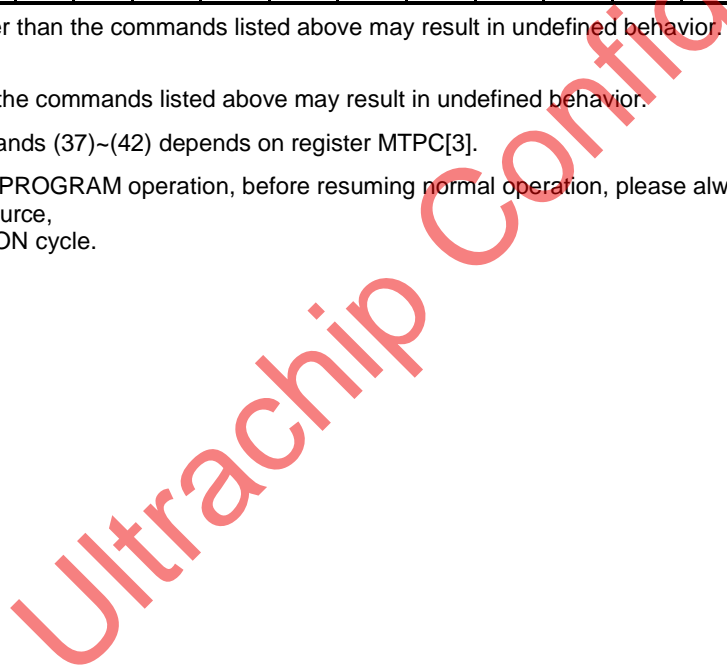 er than the commands listed above may result in undefined behavior.
the commands listed above may result in undefined behavior.
ands (37)~(42) depends on register MTPC[3].
PROGRAM operation, before resuming normal operation, please alw
urce,
ON cycle.
Ultrachip Confid